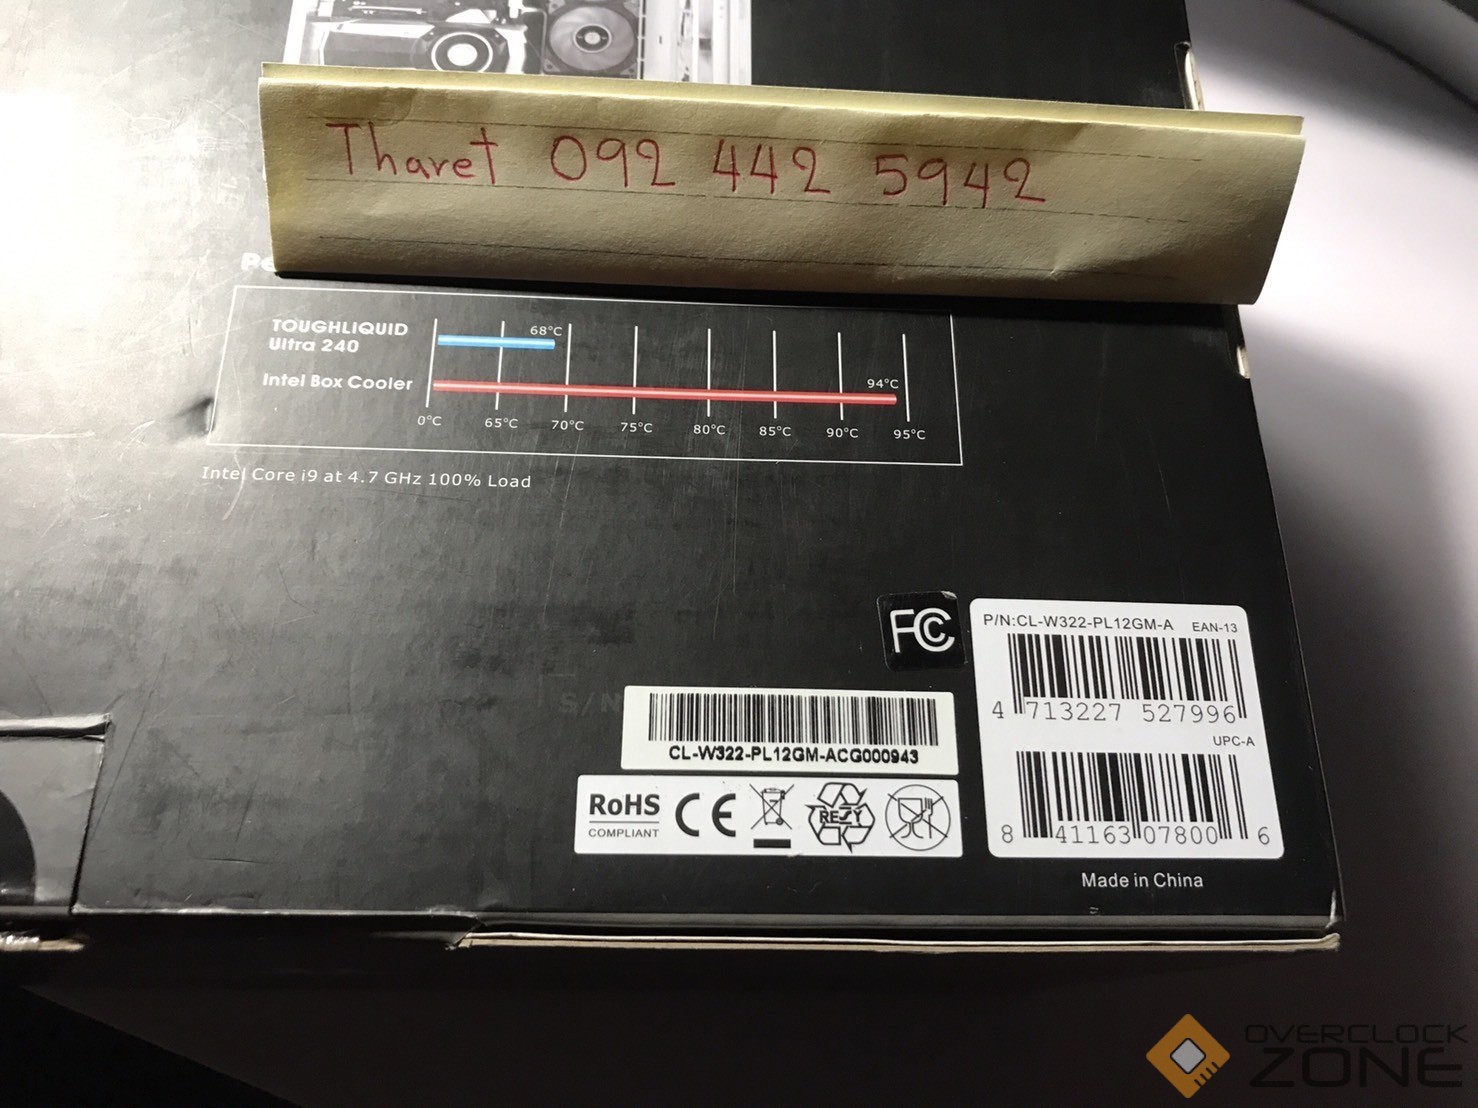 Tharet 092 442 5942
TOUGHLIQUID
Ultra 240
68°C
Intel Box Cooler
94°C
0°C 65°C 70°C 75°C 80°C 85°C 90°C 95°C
Intel Core i9 at 4.7 GHz 100% Load
FC
P/N:CL-W322-PL12GM-A EAN-13
4 713227 527996
UPC-A
8 41163 07800 6
S/N
CL-W322-PL12GM-ACG000943
RoHS
COMPLIANT
CE
RESY
Made in China
OVERCLOCK
ZONE